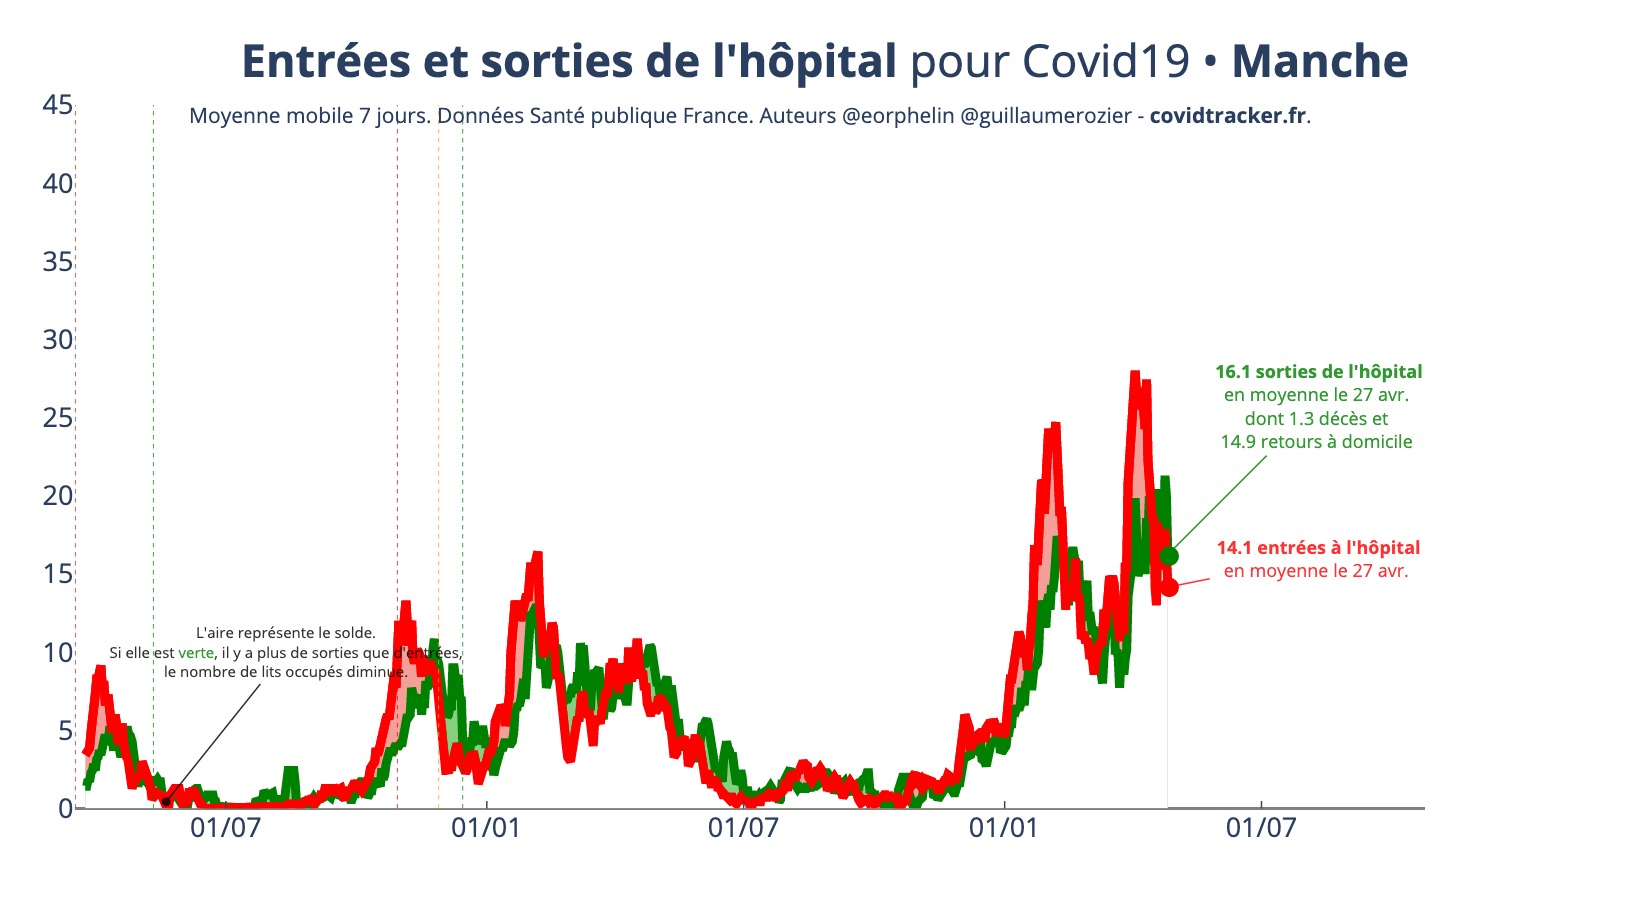 Entrées et sorties de l'hôpital pour Covid19 • Manche
Moyenne mobile 7 jours. Données Santé publique France. Auteurs @eorphelin @guillaumerozier - covidtracker.fr.
45
40
35
30
25
20
15
10
5
0
16.1 sorties de l'hôpital
en moyenne le 27 avr.
dont 1.3 décès et
14.9 retours à domicile
14.1 entrées à l'hôpital
en moyenne le 27 avr.
L'aire représente le solde.
Si elle est verte, il y a plus de sorties que d'entrées,
le nombre de lits occupés diminue.
01/07
01/01
01/07
01/01
01/07